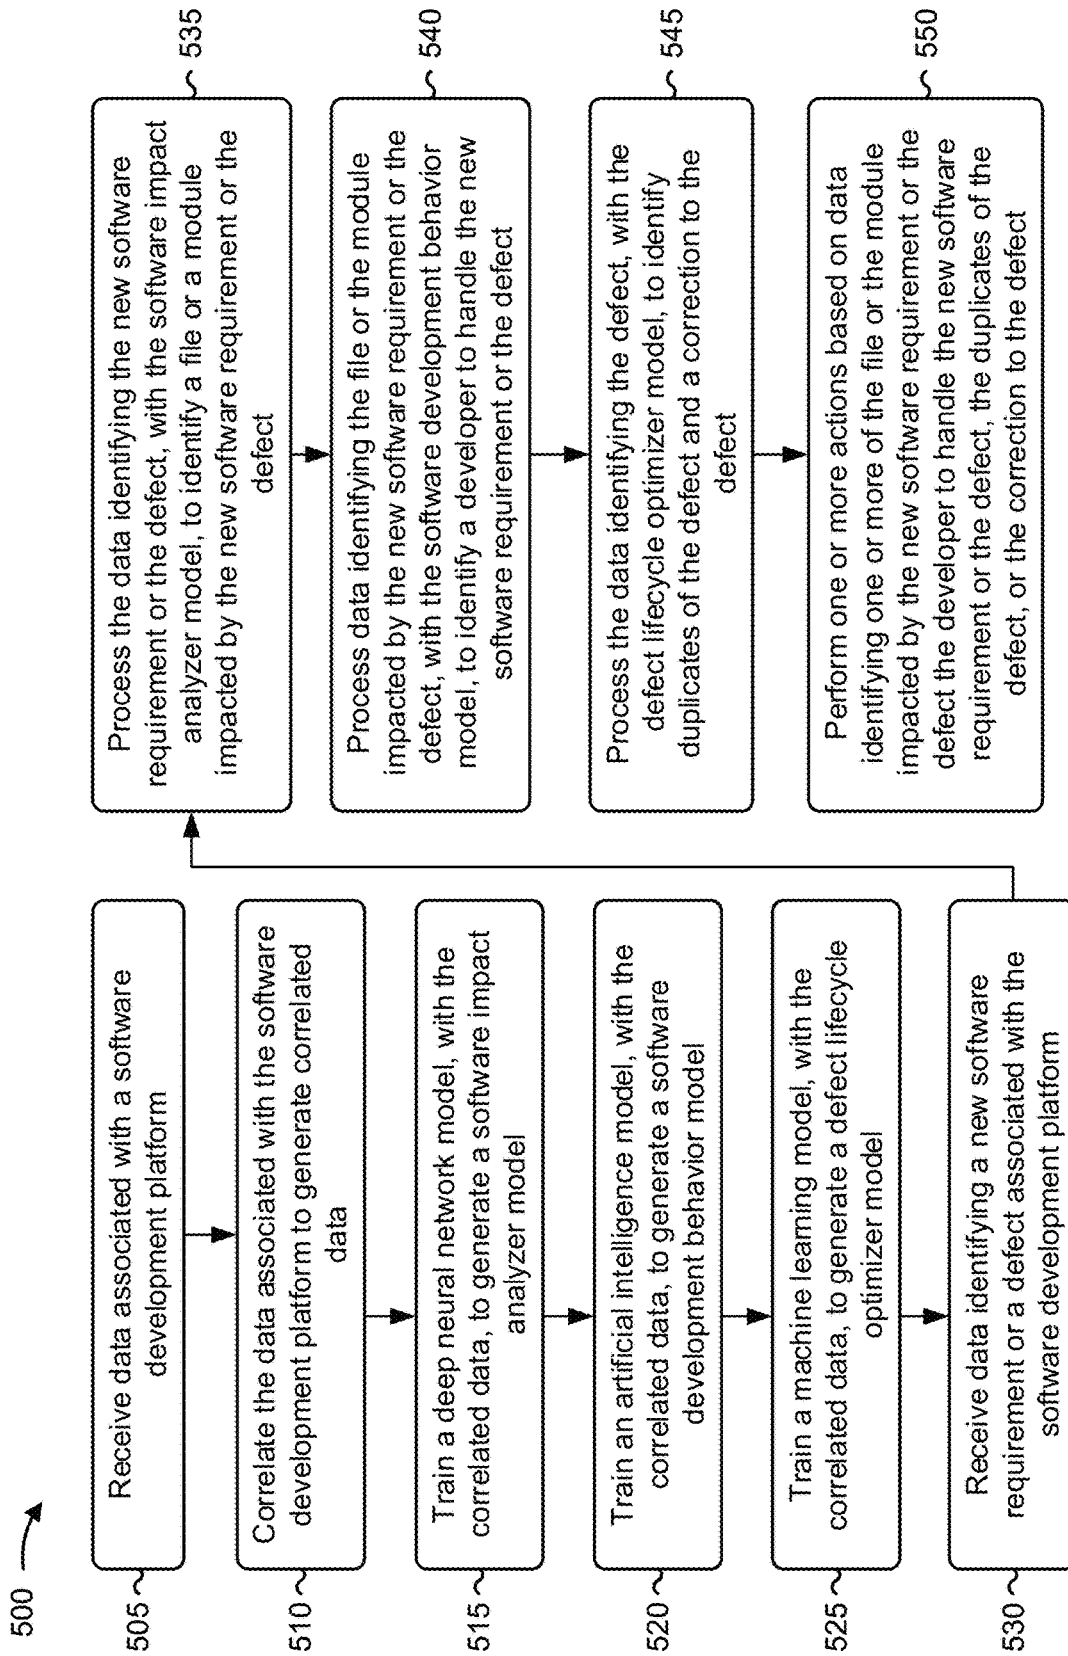 500
505
Receive data associated with a software
development platform
510
Correlate the data associated with the software
development platform to generate correlated
data
515
Train a deep neural network model, with the
correlated data, to generate a software impact
analyzer model
520
Train an artificial intelligence model, with the
correlated data, to generate a software
development behavior model
525
Train a machine learning model, with the
correlated data, to generate a defect lifecycle
optimizer model
530
Receive data identifying a new software
requirement or a defect associated with the
software development platform
535
Process the data identifying the new software
requirement or the defect, with the software impact
analyzer model, to identify a file or a module
impacted by the new software requirement or the
defect
540
Process data identifying the file or the module
impacted by the new software requirement or the
defect, with the software development behavior
model, to identify a developer to handle the new
software requirement or the defect
545
Process the data identifying the defect, with the
defect lifecycle optimizer model, to identify
duplicates of the defect and a correction to the
defect
550
Perform one or more actions based on data
identifying one or more of the file or the module
impacted by the new software requirement or the
defect the developer to handle the new software
requirement or the defect, the duplicates of the
defect, or the correction to the defect